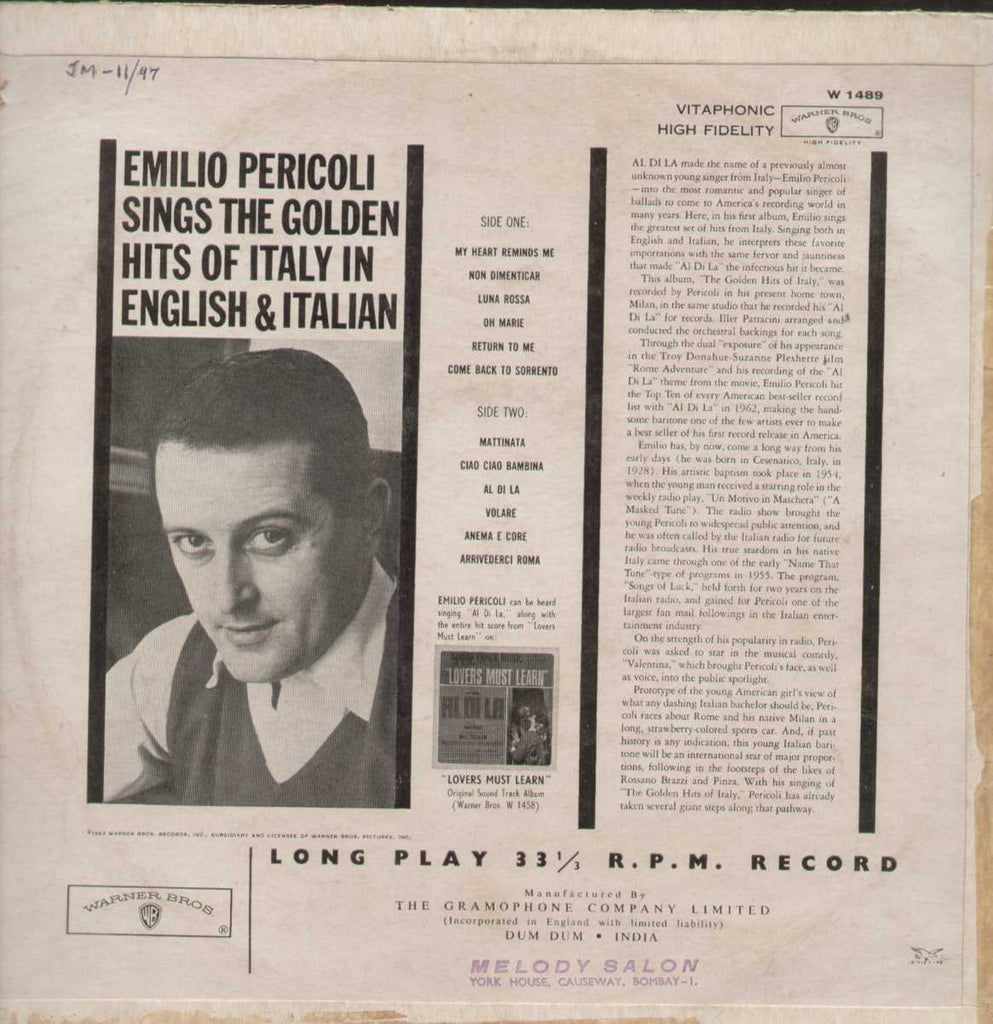 JM-11/97
W 1489
VITAPHONIC
HIGH FIDELITY
WARNER BROS
HIGH FIDELITY
EMILIO PERICOLI
SINGS THE GOLDEN
HITS OF ITALY IN
ENGLISH & ITALIAN
SIDE ONE:
MY HEART REMINDS ME
NON DIMENTICAR
LUNA ROSSA
OH MARIE
RETURN TO ME
COME BACK TO SORRENTO
SIDE TWO:
MATTINATA
CIAO CIAO BAMBINA
AL DI LA
VOLARE
ANEMA E CORE
ARRIVEDERCI ROMA
EMILIO PERICOLI can be heard
singing "Al Di La," along with
the entire hit score from "Lovers
Must Learn" on:
"LOVERS MUST LEARN"
AL DI LA
"LOVERS MUST LEARN"
Original Sound Track Album
(Warner Bros. W 1458)
AL DI LA made the name of a previously almost
unknown young singer from Italy—Emilio Pericoli
—into the most romantic and popular singer of
ballads to come to America's recording world in
many years. Here, in his first album, Emilio sings
the greatest set of hits from Italy. Singing both in
English and Italian, he interprets these favorite
importations with the same fervor and jauntiness
that made "Al Di La" the infectious hit it became.
This album, "The Golden Hits of Italy," was
recorded by Pericoli in his present home town,
Milan, in the same studio that he recorded his "Al
Di La" for records. Iller Pattacini arranged and
conducted the orchestral backings for each song.
Through the dual "exposure" of his appearance
in the Troy Donahue-Suzanne Pleshette film
"Rome Adventure" and his recording of the "Al
Di La" theme from the movie, Emilio Pericoli hit
the Top Ten of every American best-seller record
list with "Al Di La" in 1962, making the hand-
some baritone one of the few artists ever to make
a best seller of his first record release in America.
Emilio has, by now, come a long way from his
early days (he was born in Cesenatico, Italy, in
1928). His artistic baptism took place in 1954,
when the young man received a starring role in the
weekly radio play, "Un Motivo in Maschera" ("A
Masked Tune"). The radio show brought the
young Pericoli to widespread public attention, and
he was often called by the Italian radio for future
radio broadcasts. His true stardom in his native
Italy came through one of the early "Name That
Tune"-type of programs in 1955. The program,
"Songs of Luck," held forth for two years on the
Italian radio, and gained for Pericoli one of the
largest fan mail followings in the Italian enter-
tainment industry.
On the strength of his popularity in radio, Peri-
coli was asked to star in the musical comedy,
"Valentina," which brought Pericoli's face, as well
as voice, into the public spotlight.
Prototype of the young American girl's view of
what any dashing Italian bachelor should be, Peri-
coli races about Rome and his native Milan in a
long, strawberry-colored sports car. And, if past
history is any indication, this young Italian bari-
tone will be an international star of major propor-
tions, following in the footsteps of the likes of
Rossano Brazzi and Pinza. With his singing of
"The Golden Hits of Italy," Pericoli has already
taken several giant steps along that pathway.
©1963 WARNER BROS. RECORDS, INC., SUBSIDIARY AND LICENSEE OF WARNER BROS. PICTURES, INC.
LONG PLAY 33⅓ R.P.M. RECORD
WARNER BROS
WB
®
Manufactured By
THE GRAMOPHONE COMPANY LIMITED
(Incorporated in England with limited liability)
DUM DUM • INDIA
MELODY SALON
YORK HOUSE, CAUSEWAY, BOMBAY-1.